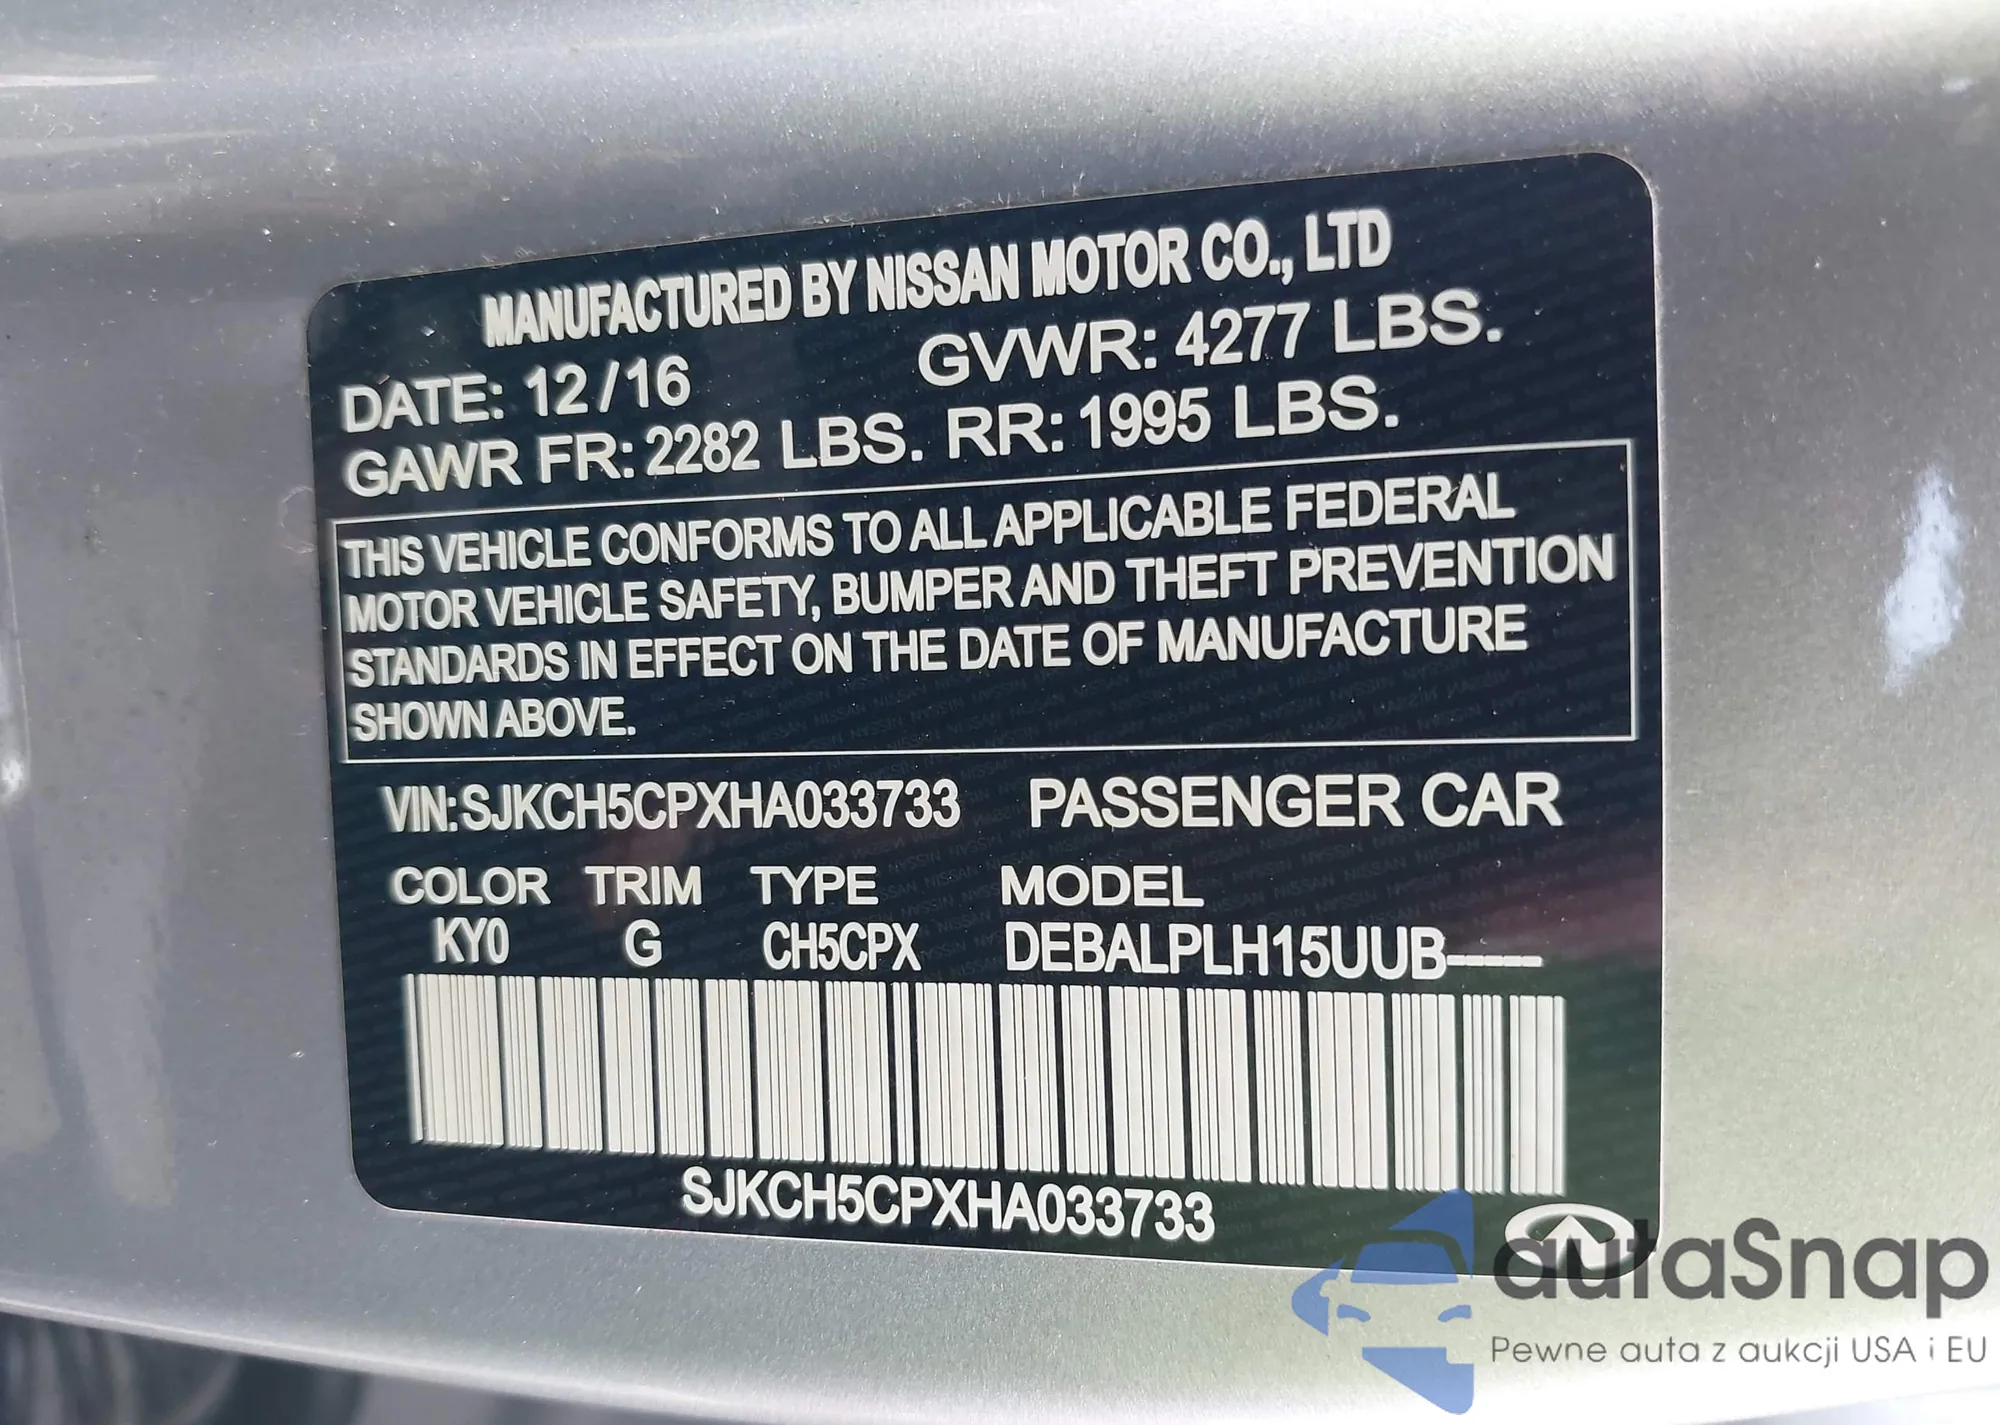 MANUFACTURED BY NISSAN MOTOR CO., LTD
DATE: 12/16 GVWR: 4277 LBS.
GAWR FR: 2282 LBS. RR: 1995 LBS.
THIS VEHICLE CONFORMS TO ALL APPLICABLE FEDERAL
MOTOR VEHICLE SAFETY, BUMPER AND THEFT PREVENTION
STANDARDS IN EFFECT ON THE DATE OF MANUFACTURE
SHOWN ABOVE.
VIN: SJKCH5CPXHA033733 PASSENGER CAR
COLOR TRIM TYPE MODEL
KY0 G CH5CPX DEBALPLH15UUB-----
SJKCH5CPXHA033733
autaSnap
Pewne auta z aukcji USA i EU